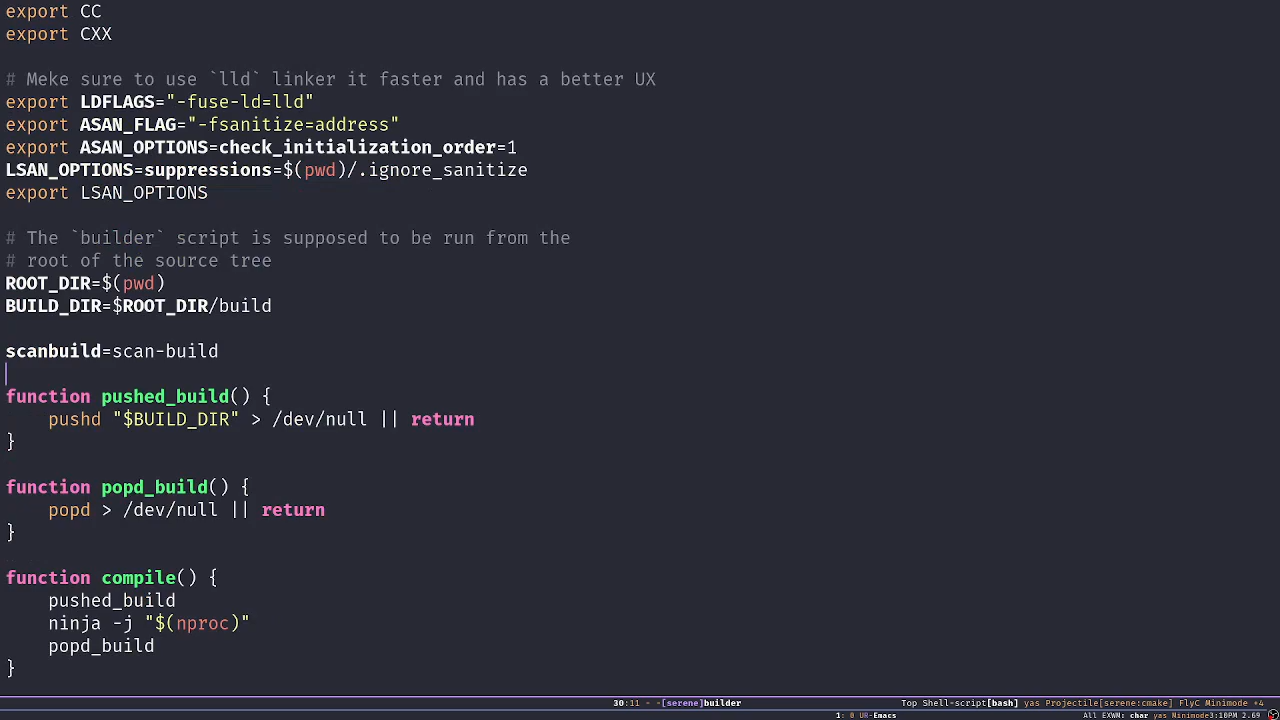 export CC
export CXX
# Meke sure to use `lld` linker it faster and has a better UX
export LDFLAGS="-fuse-ld=lld"
export ASAN_FLAG="-fsanitize=address"
export ASAN_OPTIONS=check_initialization_order=1
LSAN_OPTIONS=suppressions=$(pwd)/.ignore_sanitize
export LSAN_OPTIONS
# The `builder` script is supposed to be run from the
# root of the source tree
ROOT_DIR=$(pwd)
BUILD_DIR=$ROOT_DIR/build
scanbuild=scan-build
function pushed_build() {
    pushd "$BUILD_DIR" > /dev/null || return
}
function popd_build() {
    popd > /dev/null || return
}
function compile() {
    pushed_build
    ninja -j "$(nproc)"
    popd_build
}
30:11 - -[serene]builder Top Shell-script[bash] yas Projectile[serene:cmake] FlyC Minimode +4
1: 0 UR-Emacs All EXWM: char yas Minimode3:10PM 2.69